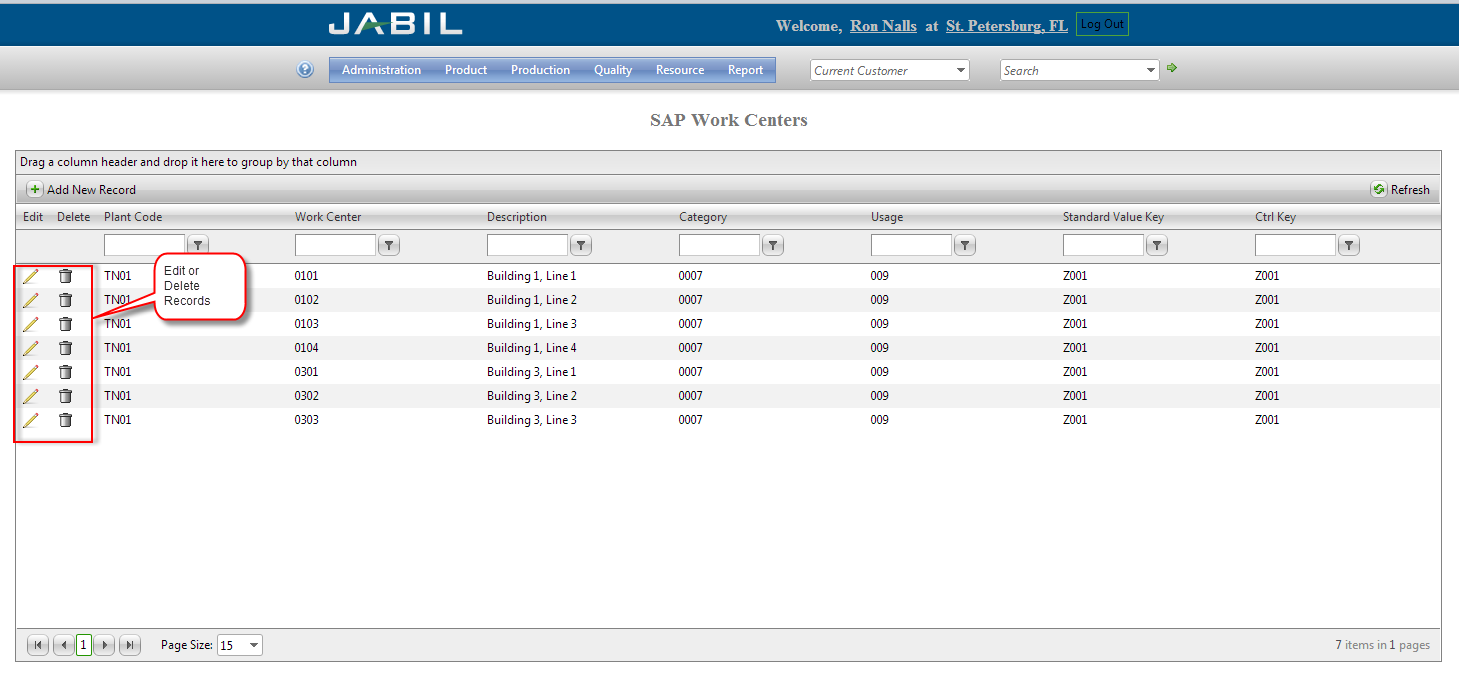 JABIL
Welcome, Ron Nalls at St. Petersburg, FL Log Out
? Administration Product Production Quality Resource Report Current Customer Search
SAP Work Centers
Drag a column header and drop it here to group by that column
Add New Record Refresh
Edit Delete Plant Code Work Center Description Category Usage Standard Value Key Ctrl Key
Edit or
Delete
Records
TN01 0101 Building 1, Line 1 0007 009 Z001 Z001
TN01 0102 Building 1, Line 2 0007 009 Z001 Z001
TN01 0103 Building 1, Line 3 0007 009 Z001 Z001
TN01 0104 Building 1, Line 4 0007 009 Z001 Z001
TN01 0301 Building 3, Line 1 0007 009 Z001 Z001
TN01 0302 Building 3, Line 2 0007 009 Z001 Z001
TN01 0303 Building 3, Line 3 0007 009 Z001 Z001
1 Page Size: 15 7 items in 1 pages